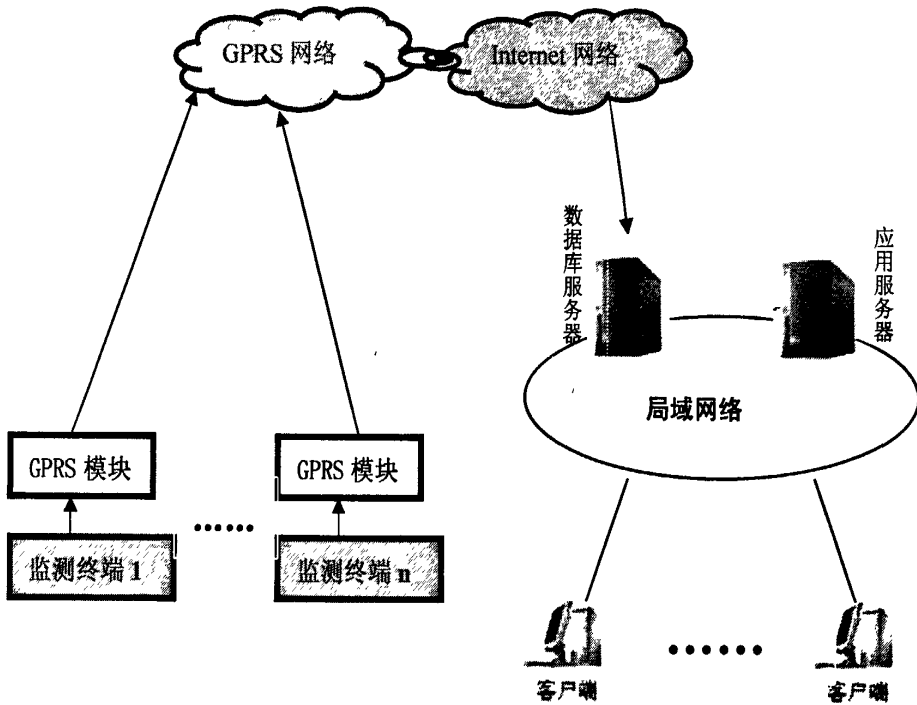 GPRS 网络
Internet 网络
数据库服务器
应用服务器
局域网络
GPRS 模块
GPRS 模块
······
监测终端 1
监测终端 n
······
客户端
客户端